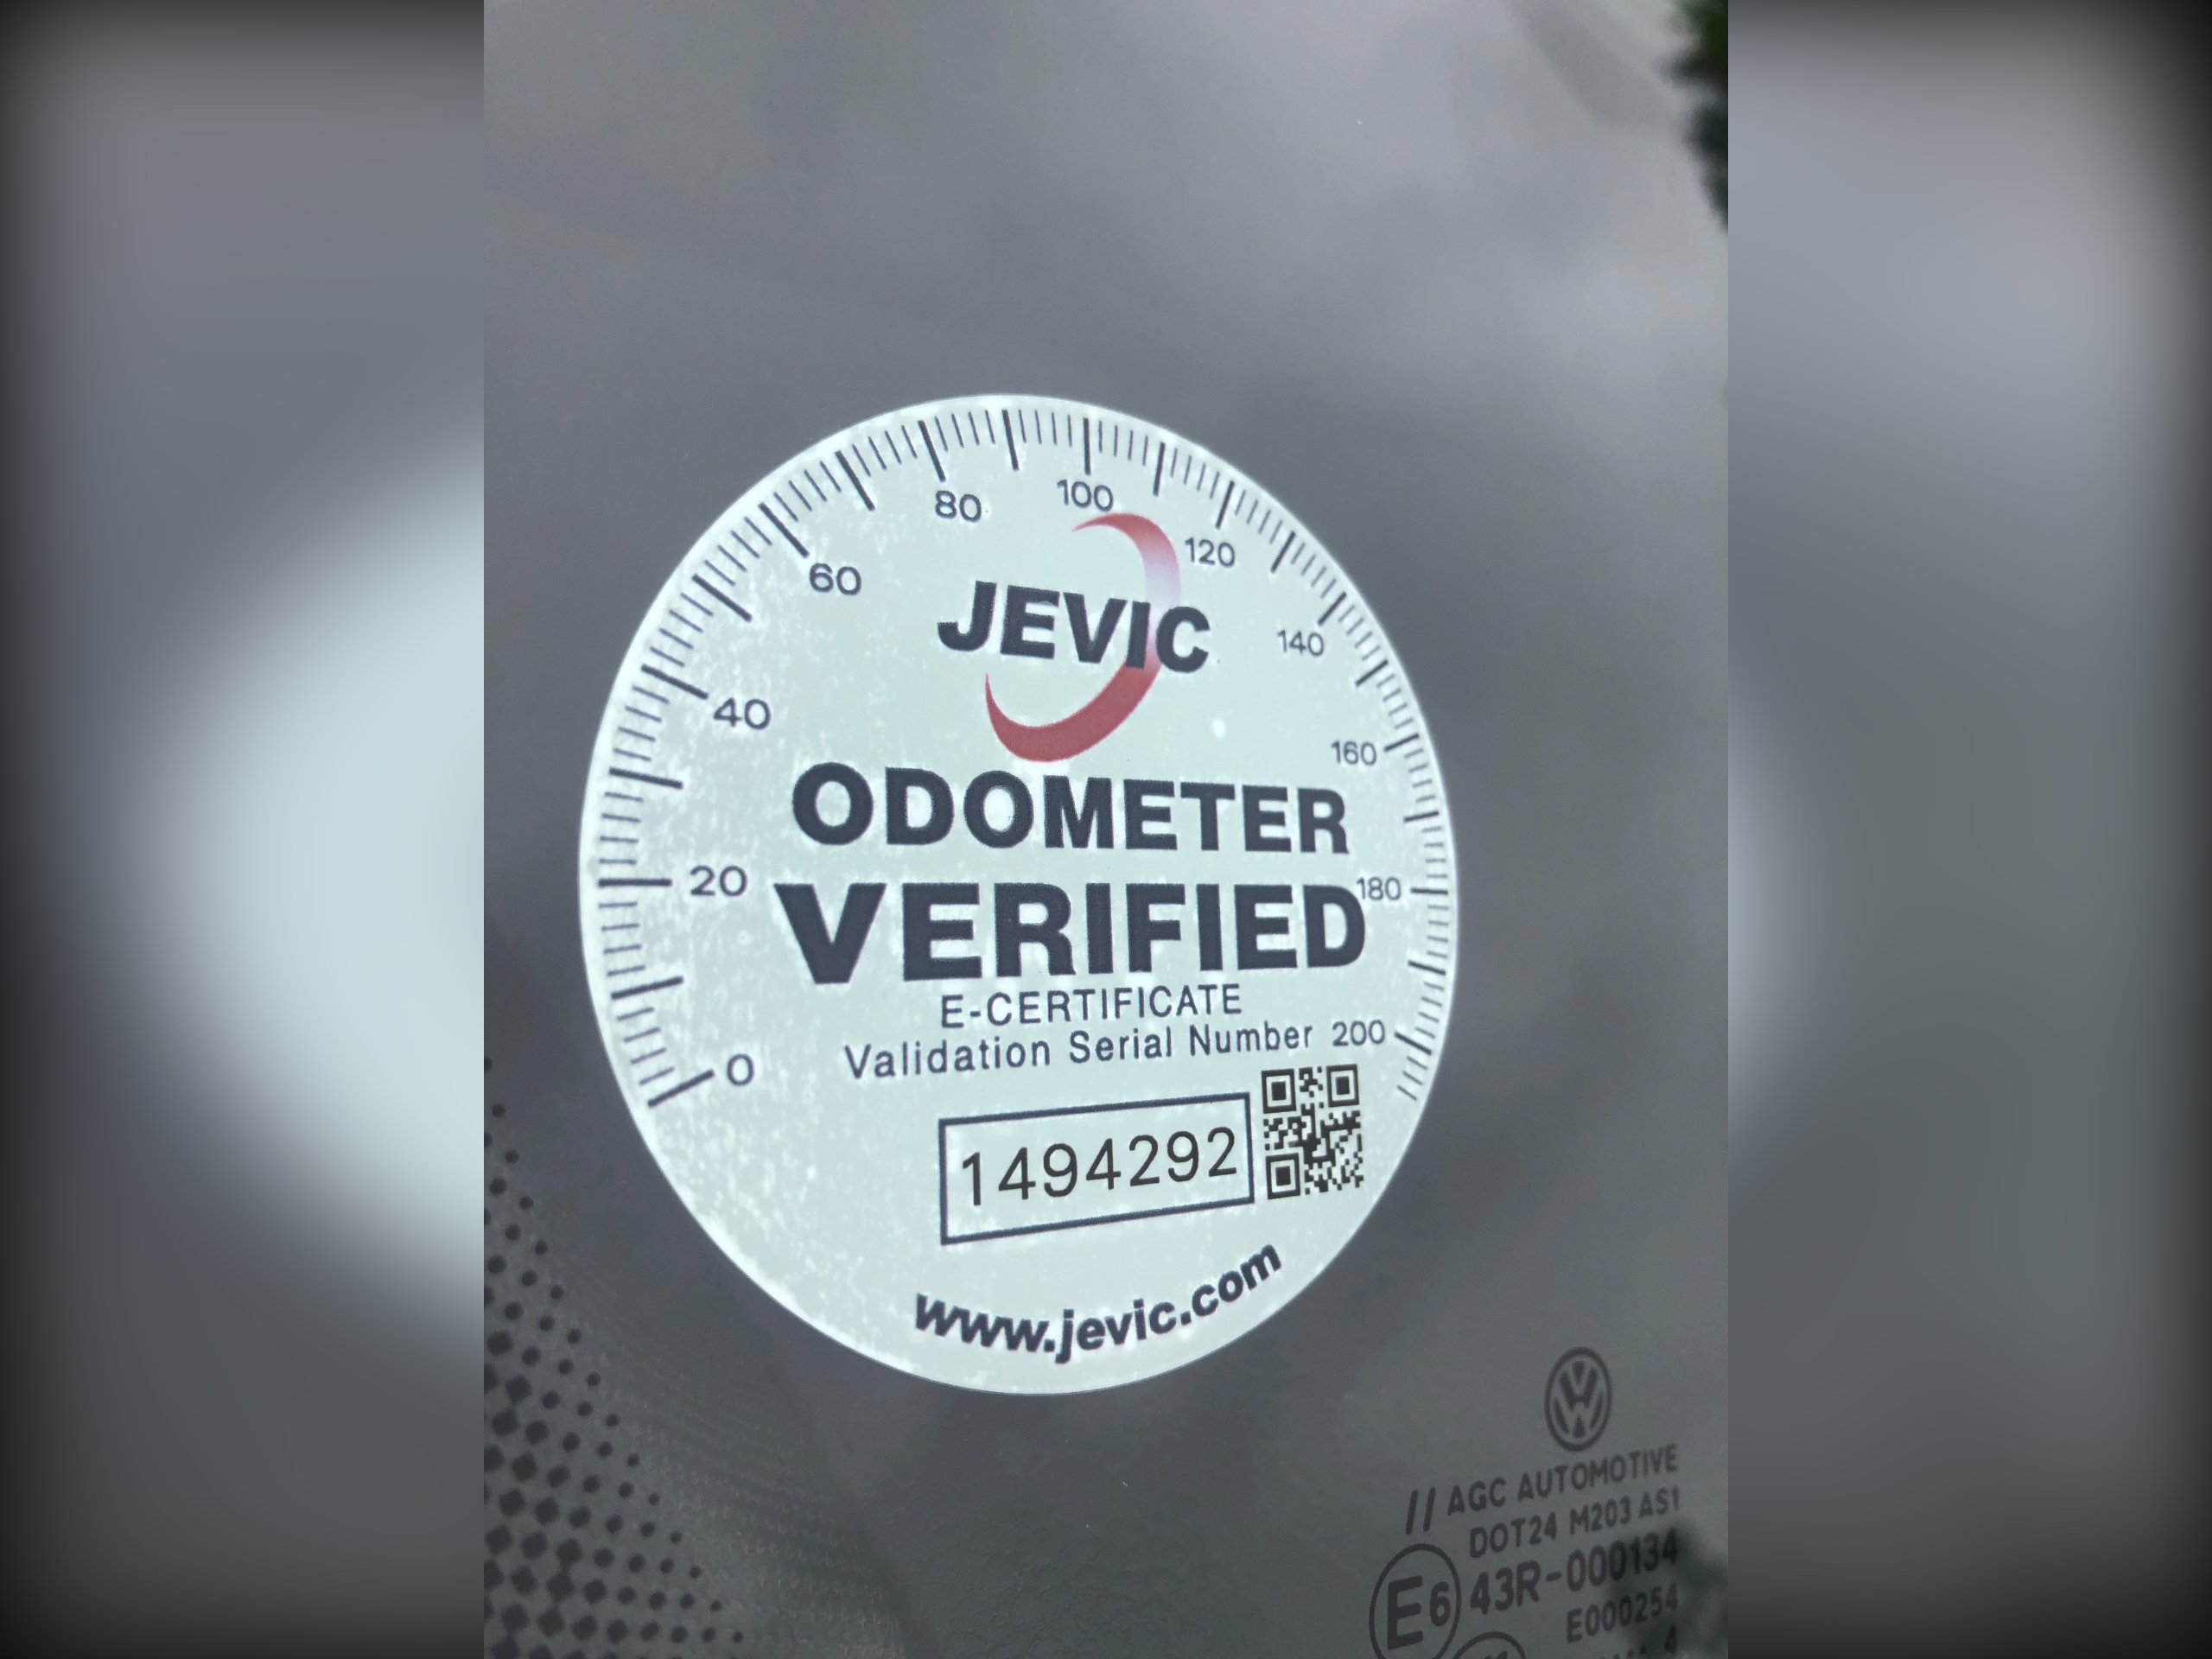 80
100
120
60
JEVIC
140
40
160
ODOMETER
20
180
VERIFIED
E-CERTIFICATE
Validation Serial Number
200
0
1494292
www.jevic.com
// AGC AUTOMOTIVE
DOT24 M203 AS1
E6 43R-000134
E000254